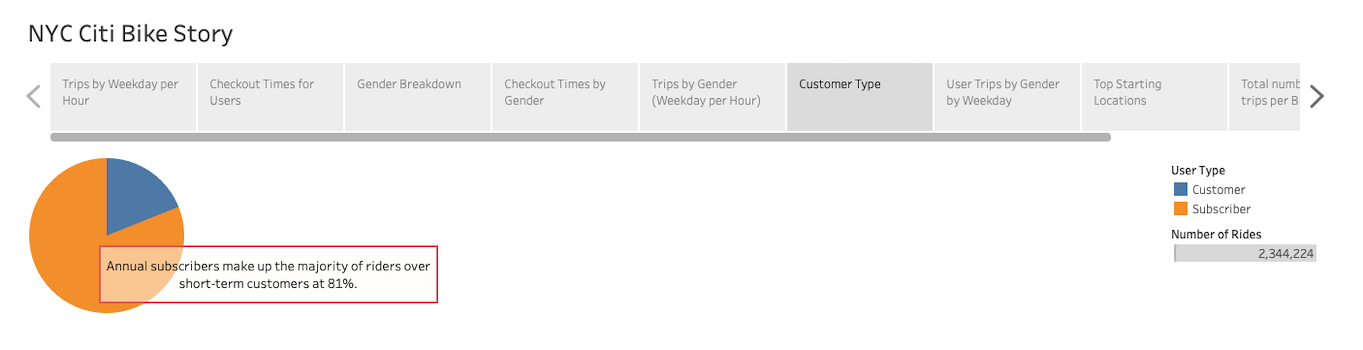 NYC Citi Bike Story
Trips by Weekday per
Hour
Checkout Times for
Users
Gender Breakdown
Checkout Times by
Gender
Trips by Gender
(Weekday per Hour)
Customer Type
User Trips by Gender
by Weekday
Top Starting
Locations
Total numb
trips per B
Annual subscribers make up the majority of riders over
short-term customers at 81%.
User Type
Customer
Subscriber
Number of Rides
2,344,224